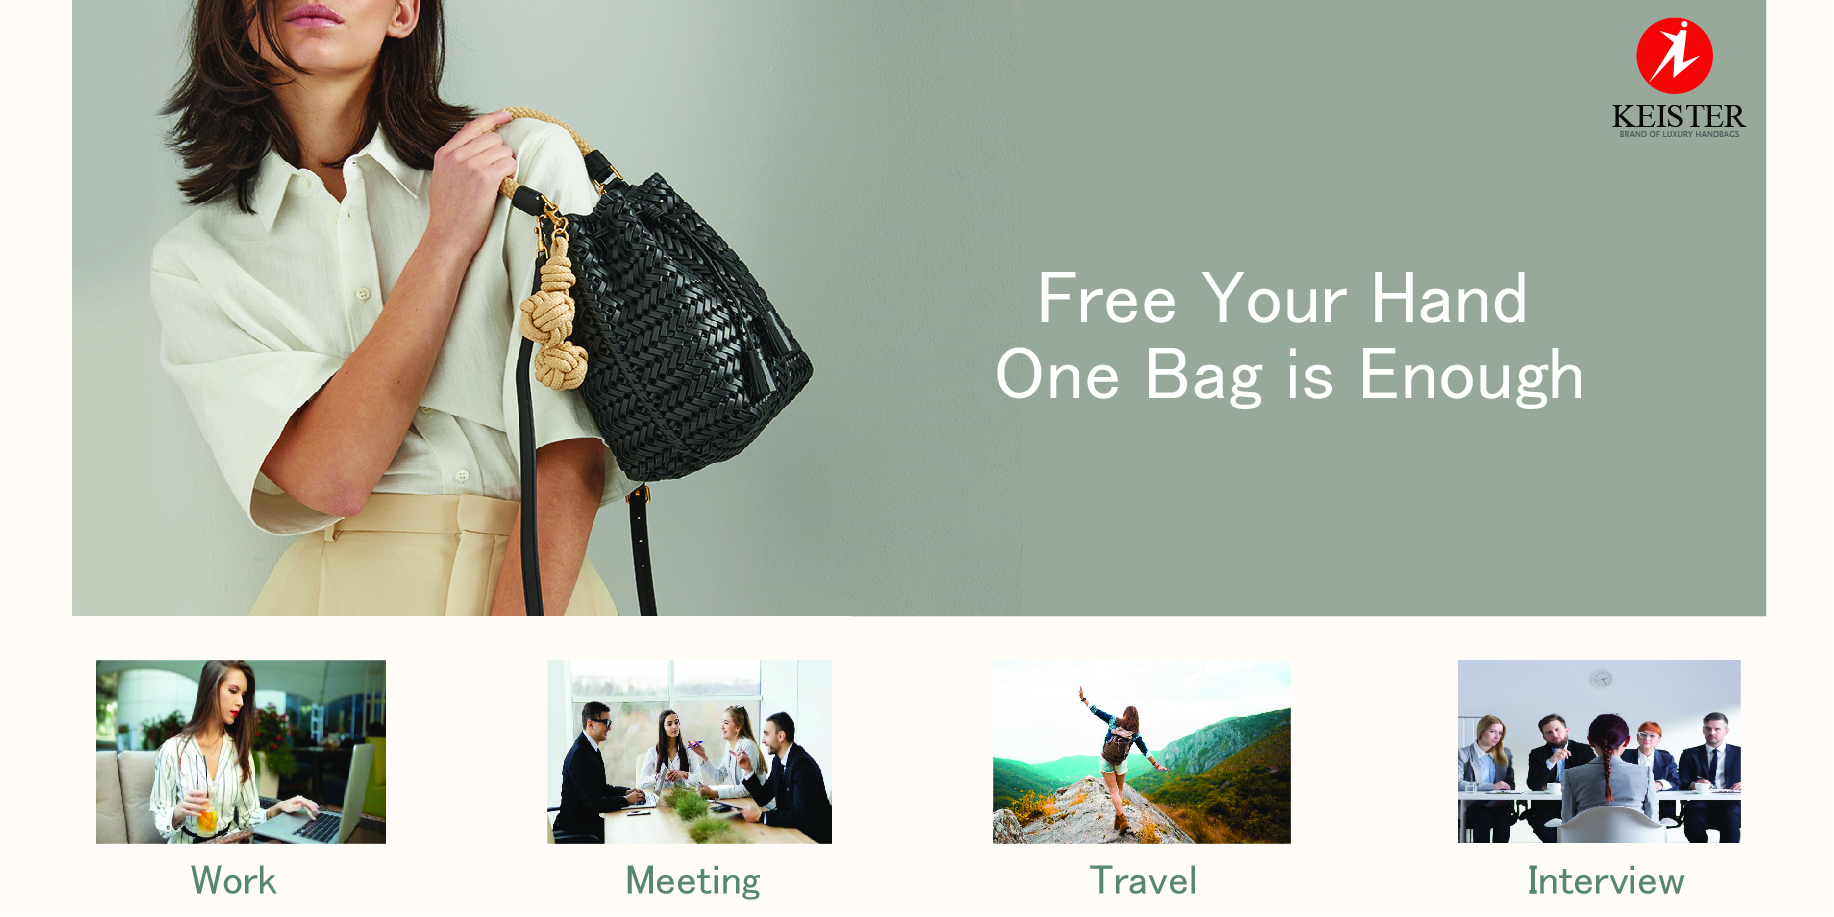 KEISTER
BRAND OF LUXURY HANDBAGS
Free Your Hand
One Bag is Enough
Work
Meeting
Travel
Interview